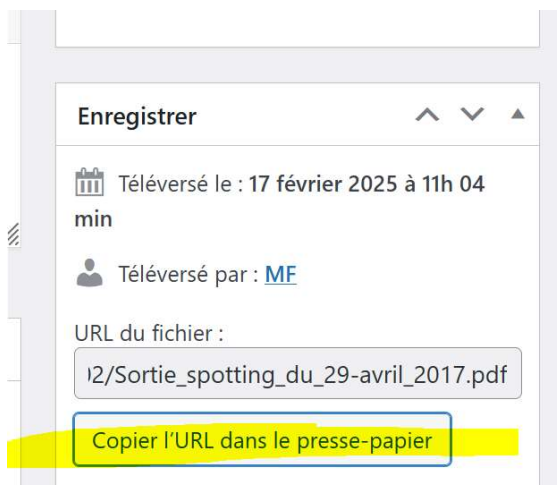 Enregistrer
Téléversé le : 17 février 2025 à 11h 04
min
Téléversé par : MF
URL du fichier :
2/Sortie_spotting_du_29-avril_2017.pdf
Copier l’URL dans le presse-papier